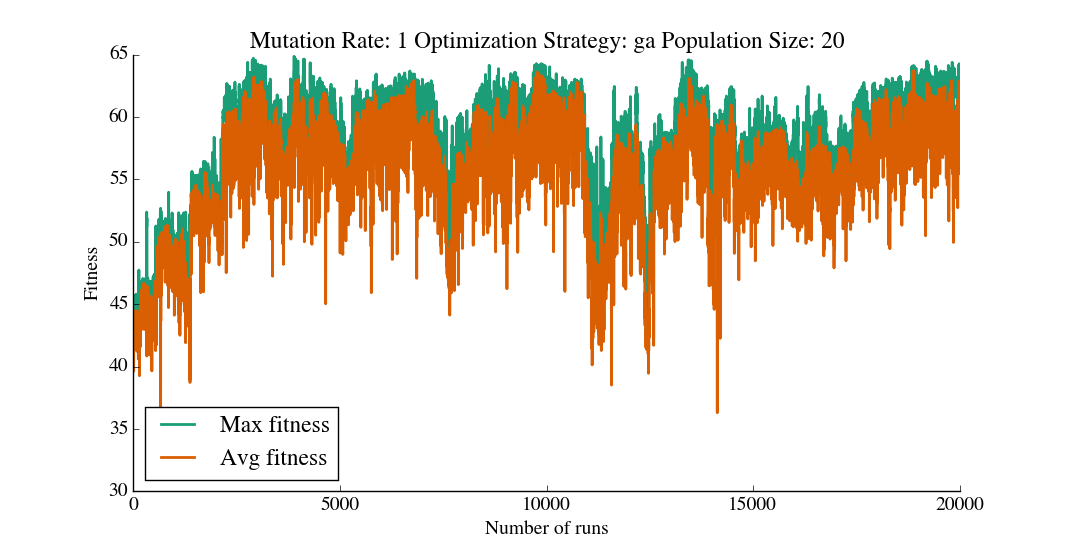 Mutation Rate: 1 Optimization Strategy: ga Population Size: 20
65
60
55
50
45
40
35
30
Fitness
Max fitness
Avg fitness
0
5000
10000
15000
20000
Number of runs